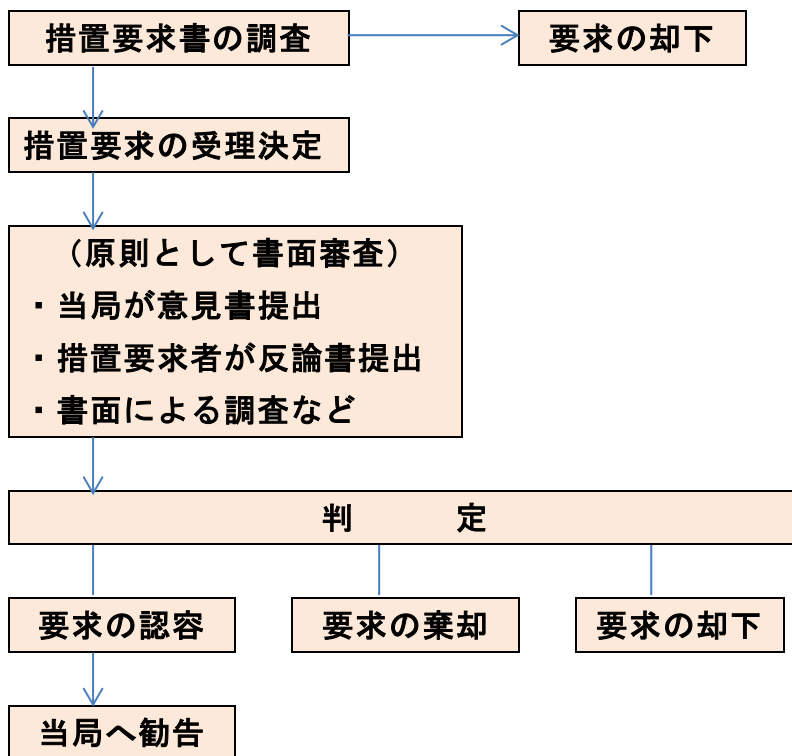 措置要求書の調査
要求の却下
措置要求の受理決定
（原則として書面審査）
・当局が意見書提出
・措置要求者が反論書提出
・書面による調査など
判　　　定
要求の認容
要求の棄却
要求の却下
当局へ勧告